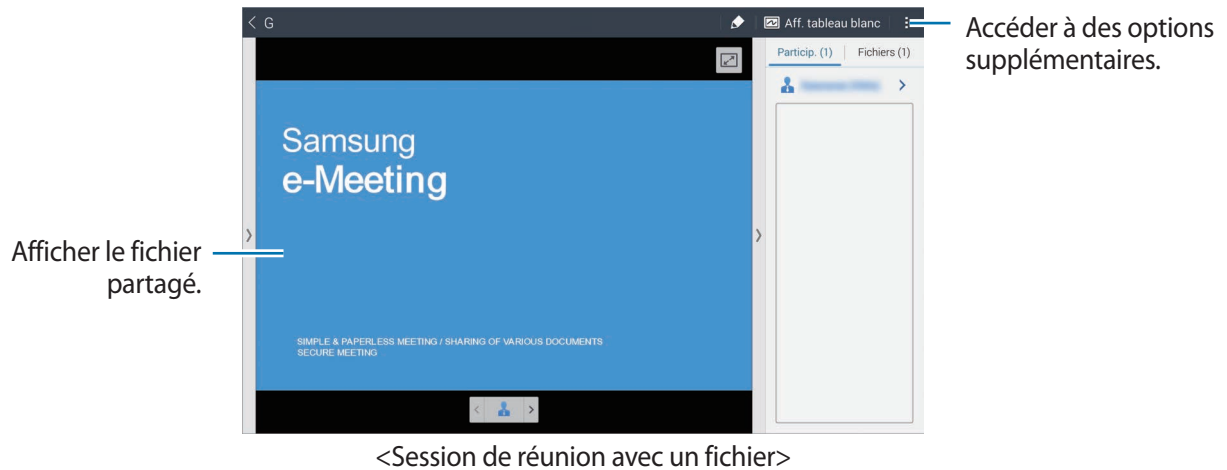 G
Aff. tableau blanc
Accéder à des options
supplémentaires.
Particip. (1)
Fichiers (1)
Samsung
e-Meeting
Afficher le fichier
partagé.
SIMPLE & PAPERLESS MEETING / SHARING OF VARIOUS DOCUMENTS
SECURE MEETING
<Session de réunion avec un fichier>